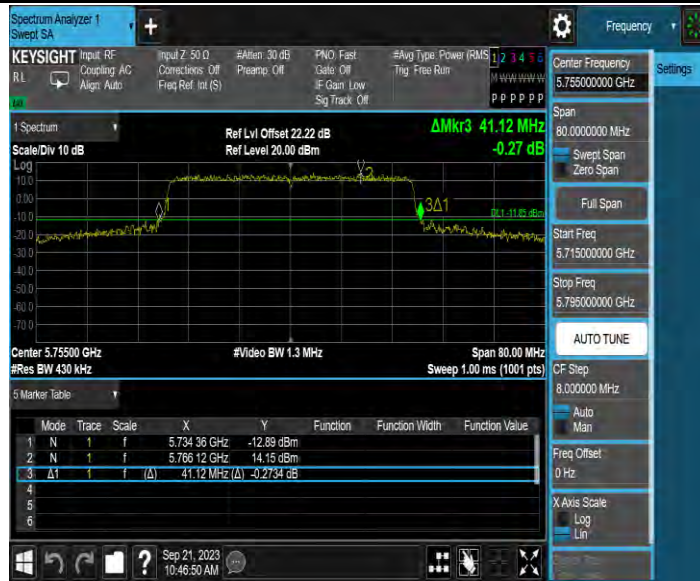 Spectrum Analyzer 1
Swept SA
+
Frequency
KEYSIGHT
RL
Input: RF
Coupling: AC
Align: Auto
Input Z: 50 Ω
Corrections: Off
Freq Ref: Int (S)
#Atten: 30 dB
Preamp: Off
PNO: Fast
Gate: Off
IF Gain: Low
Sig Track: Off
#Avg Type: Power (RMS
Trig: Free Run
1 2 3 4 5 6
M W W W W W
P P P P P P
1 Spectrum
Scale/Div 10 dB
Ref Lvl Offset 22.22 dB
Ref Level 20.00 dBm
ΔMkr3 41.12 MHz
-0.27 dB
Log
10.0
0.00
-10.0
-20.0
-30.0
-40.0
-50.0
-60.0
-70.0
2
3Δ1
DL1 -11.85 dBm
Center 5.75500 GHz
#Res BW 430 kHz
#Video BW 1.3 MHz
Span 80.00 MHz
Sweep 1.00 ms (1001 pts)
5 Marker Table
Mode Trace Scale X Y Function Function Width Function Value
1 N 1 f 5.734 36 GHz -12.89 dBm
2 N 1 f 5.766 12 GHz 14.15 dBm
3 Δ1 1 f (Δ) 41.12 MHz (Δ) -0.2734 dB
4
5
6
Sep 21, 2023
10:46:50 AM
?
Center Frequency
5.755000000 GHz
Settings
Span
80.0000000 MHz
Swept Span
Zero Span
Full Span
Start Freq
5.715000000 GHz
Stop Freq
5.795000000 GHz
AUTO TUNE
CF Step
8.000000 MHz
Auto
Man
Freq Offset
0 Hz
X Axis Scale
Log
Lin